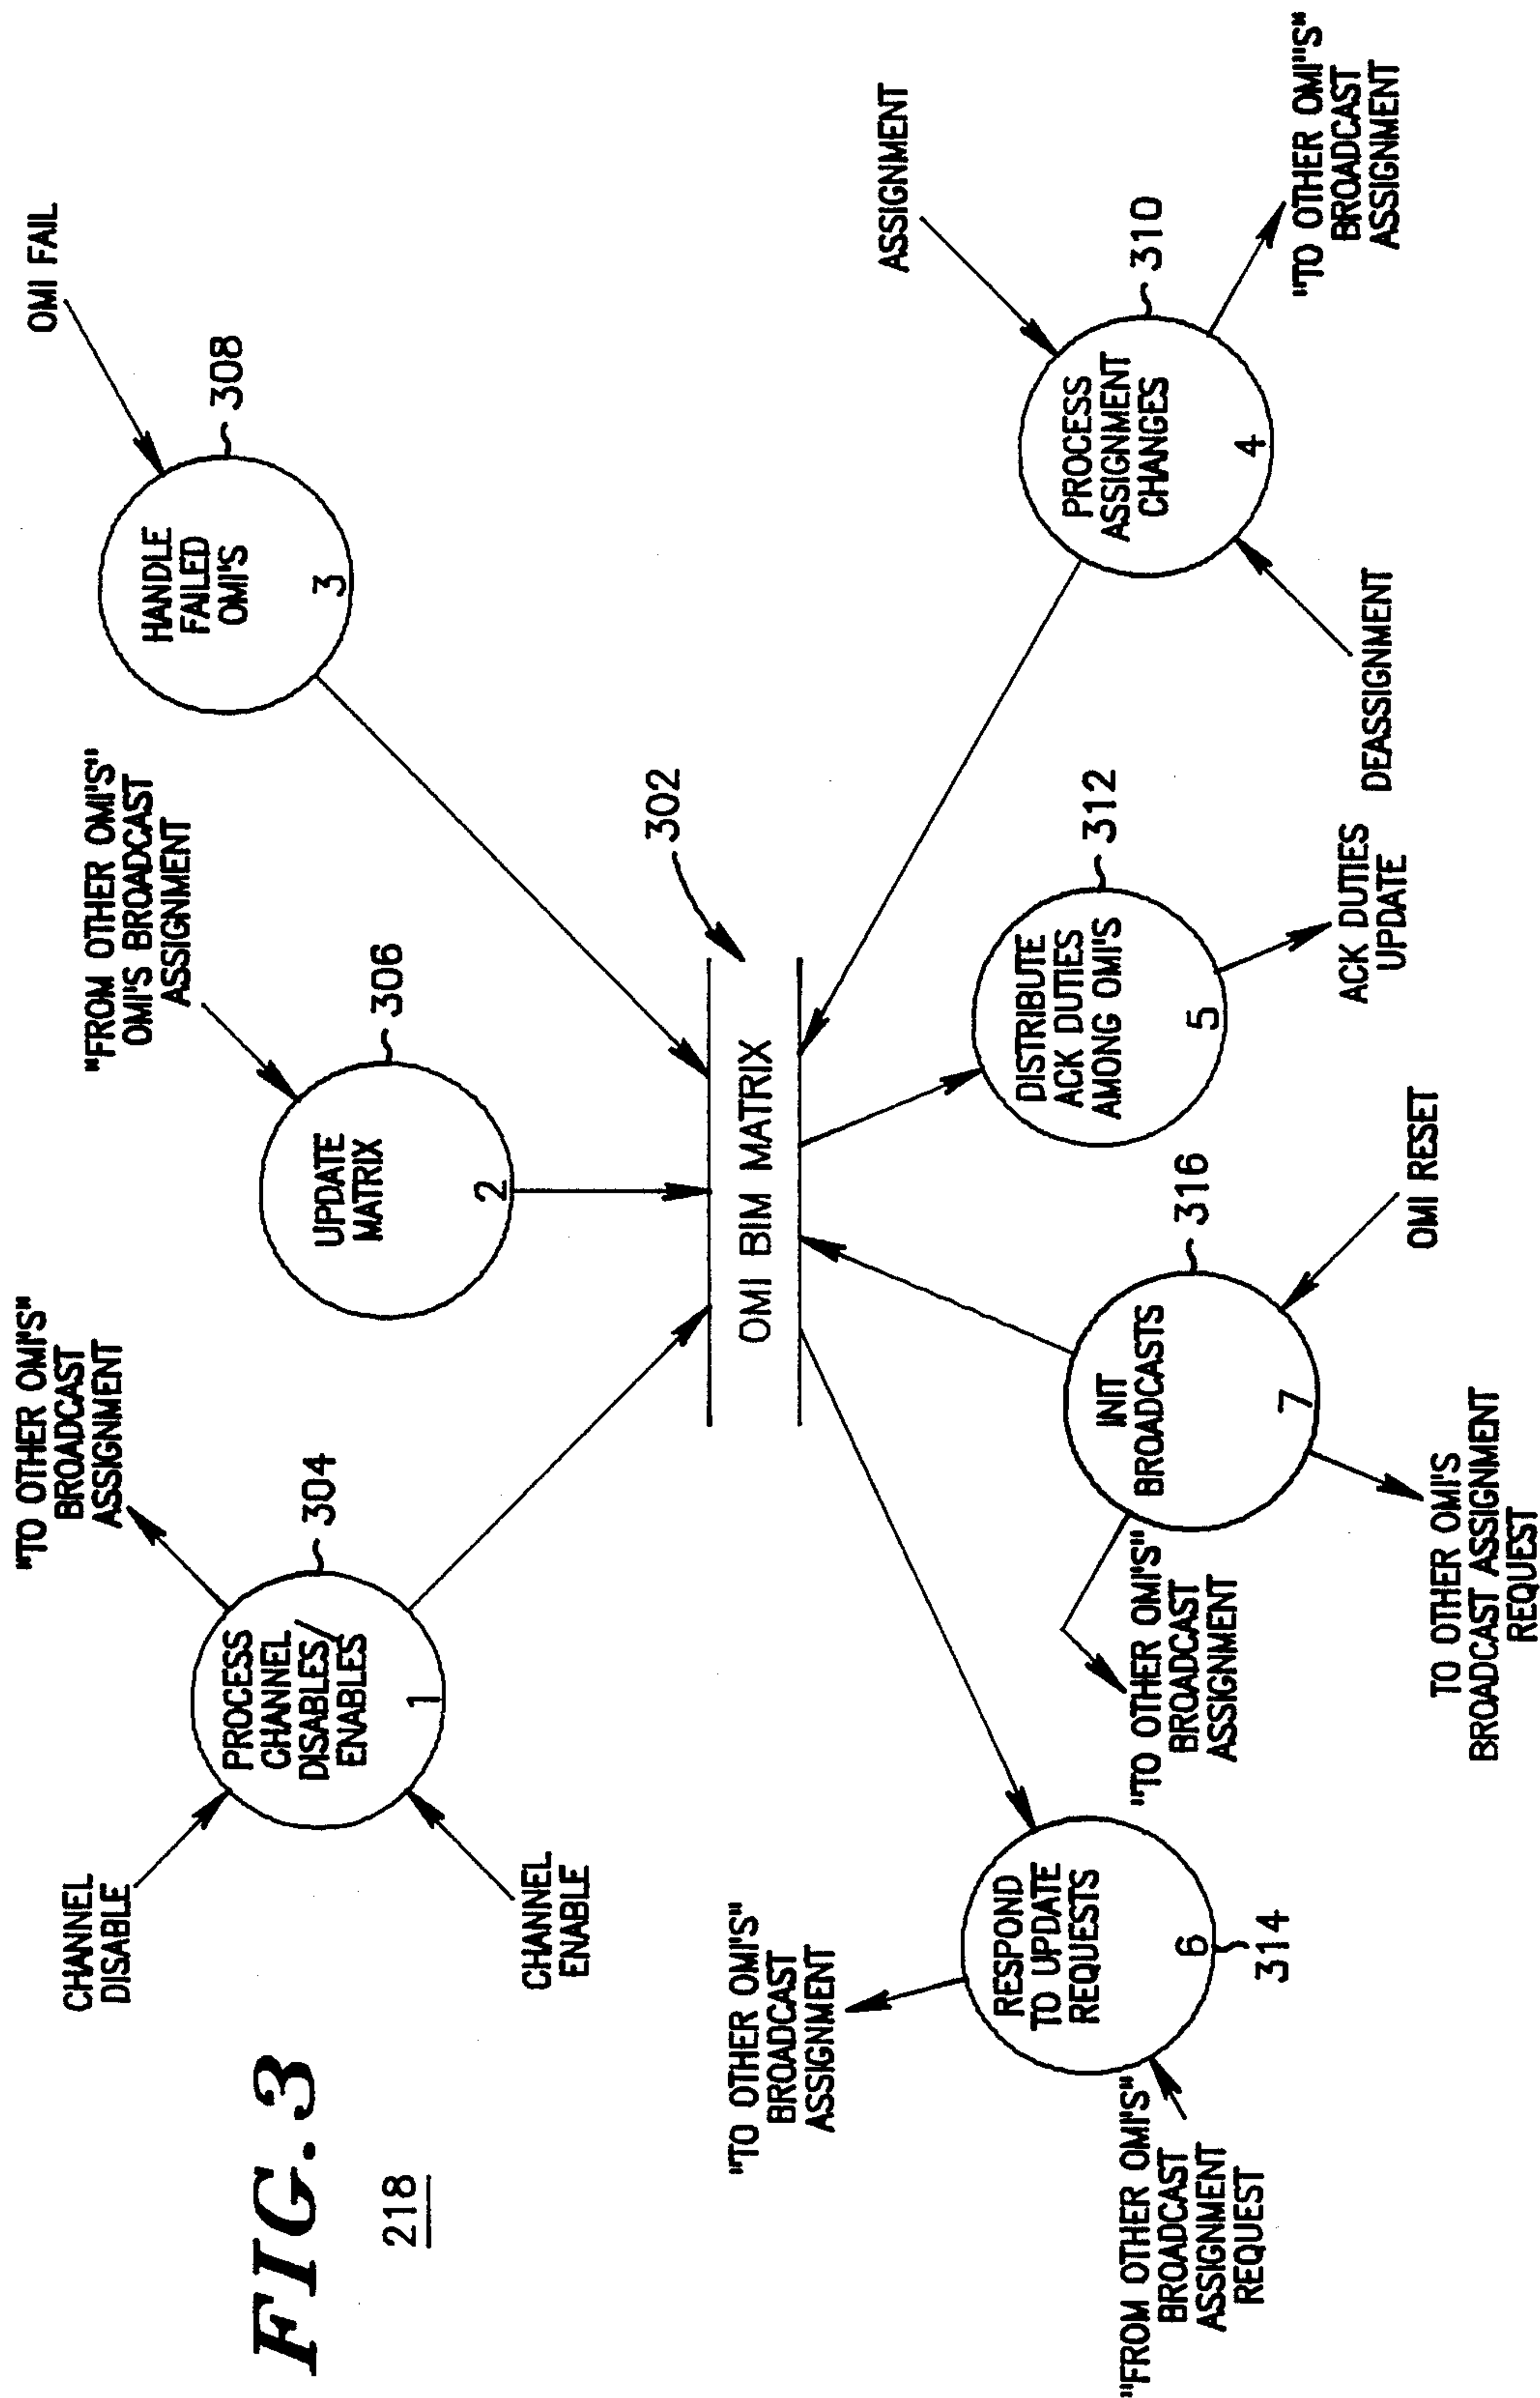 FIG. 3
218
CHANNEL
DISABLE
CHANNEL
ENABLE
PROCESS
CHANNEL
DISABLES/
ENABLES
1
304
"TO OTHER OMI'S"
BROADCAST
ASSIGNMENT
"FROM OTHER OMI'S"
OMI'S BROADCAST
ASSIGNMENT
UPDATE
MATRIX
2
306
OMI FAIL
HANDLE
FAILED
OMI'S
3
308
OMI BIM MATRIX
302
"TO OTHER OMI'S"
BROADCAST
ASSIGNMENT
RESPOND
TO UPDATE
REQUESTS
6
314
"FROM OTHER OMI'S"
BROADCAST
ASSIGNMENT
REQUEST
INIT
BROADCASTS
7
316
"TO OTHER OMI'S"
BROADCAST
ASSIGNMENT
TO OTHER OMI'S
BROADCAST ASSIGNMENT
REQUEST
OMI RESET
DISTRIBUTE
ACK DUTIES
AMONG OMI'S
5
312
ACK DUTIES
UPDATE
ASSIGNMENT
PROCESS
ASSIGNMENT
CHANGES
4
310
DEASSIGNMENT
"TO OTHER OMI"S"
BROADCAST
ASSIGNMENT